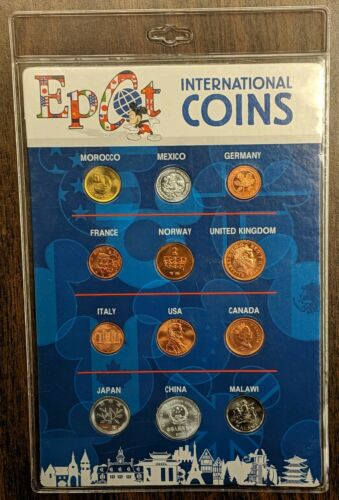 Epcot
INTERNATIONAL
COINS
MOROCCO MEXICO GERMANY
FRANCE NORWAY UNITED KINGDOM
ITALY USA CANADA
JAPAN CHINA MALAWI